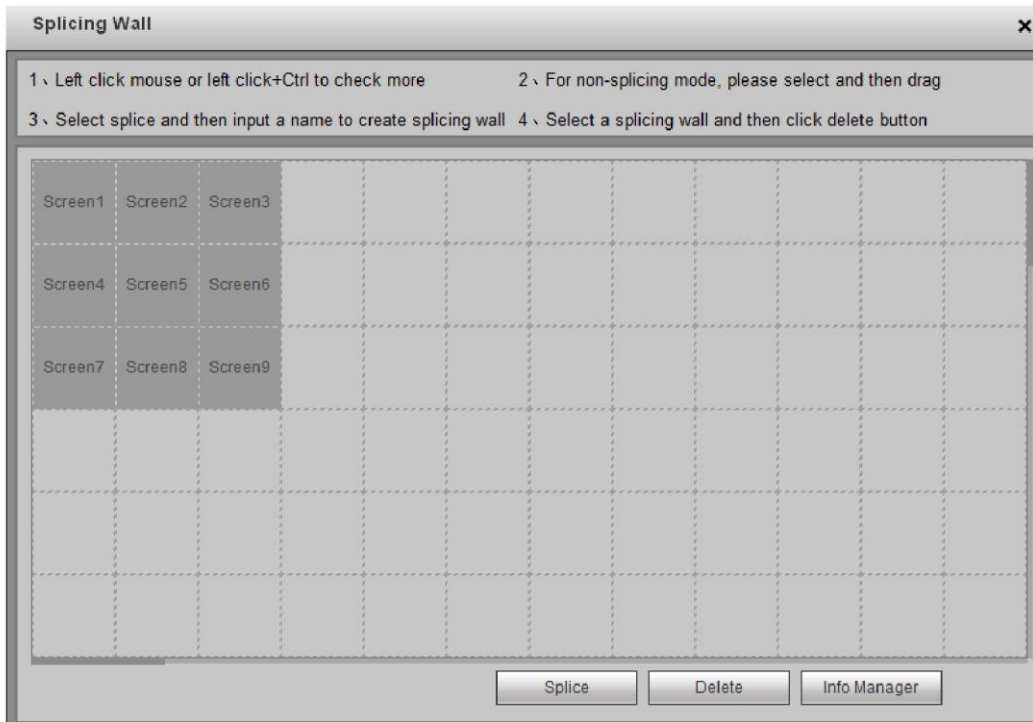 Splicing Wall
1、Left click mouse or left click+Ctrl to check more 2、For non-splicing mode, please select and then drag
3、Select splice and then input a name to create splicing wall 4、Select a splicing wall and then click delete button
Screen1 Screen2 Screen3
Screen4 Screen5 Screen6
Screen7 Screen8 Screen9
Splice Delete Info Manager